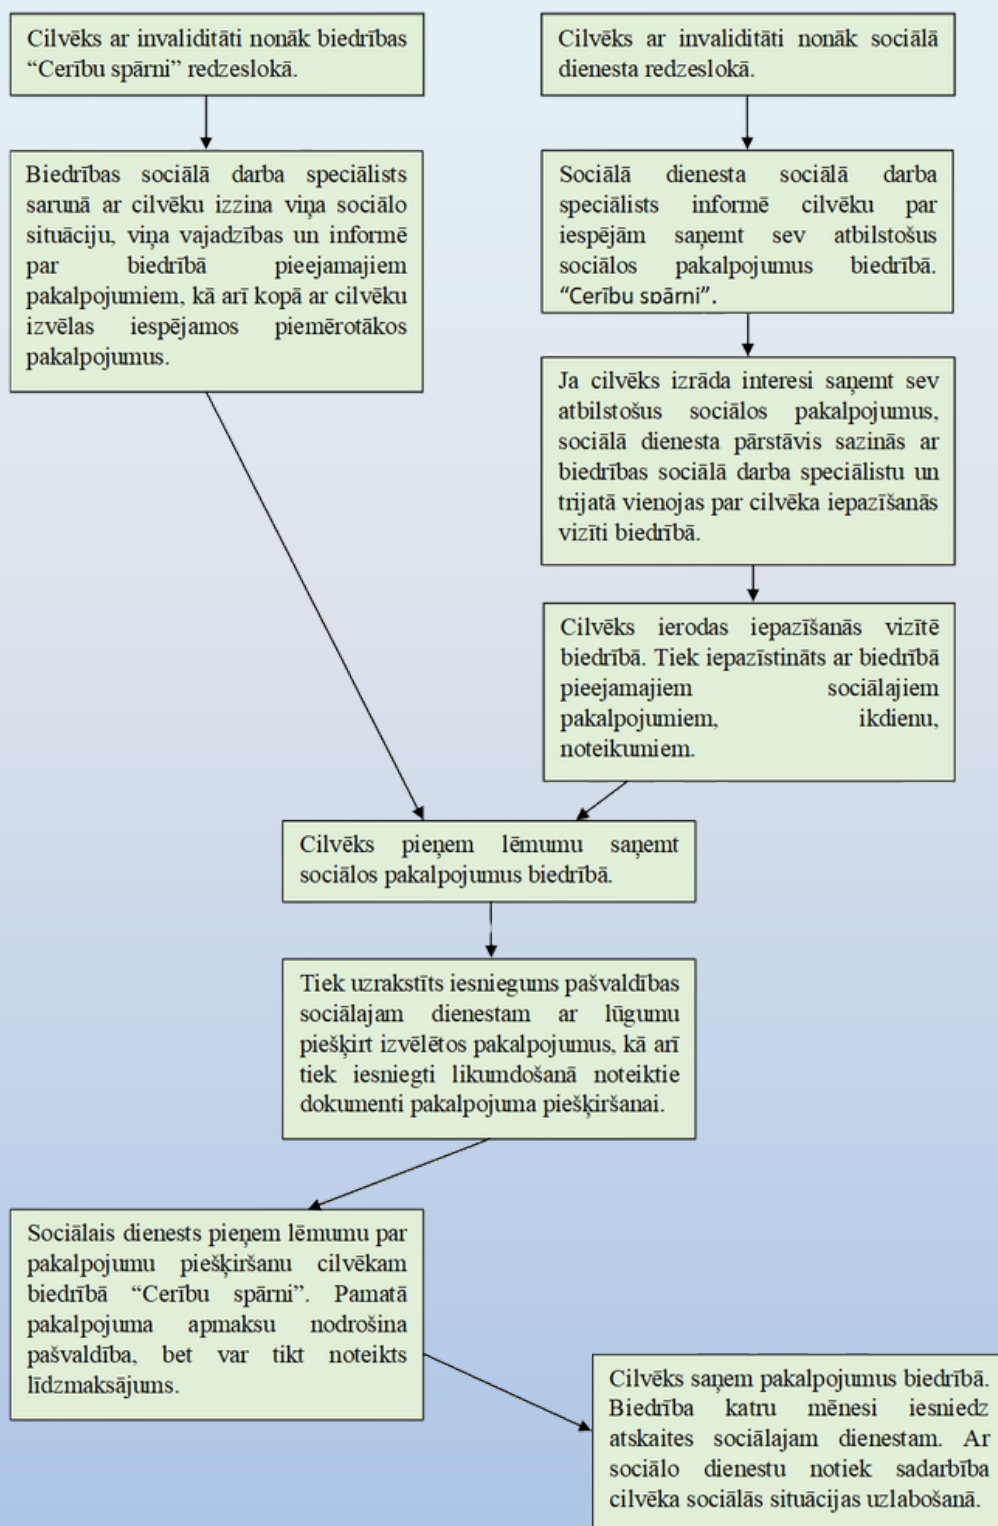 Cilvēks ar invaliditāti nonāk biedrības
“Cerību spārni” redzeslokā.
Biedrības sociālā darba speciālists
sarunā ar cilvēku izzina viņa sociālo
situāciju, viņa vajadzības un informē
par biedrībā pieejamajiem
pakalpojumiem, kā arī kopā ar cilvēku
izvēlas iespējamos piemērotākos
pakalpojumus.
Cilvēks ar invaliditāti nonāk sociālā
dienesta redzeslokā.
Sociālā dienesta sociālā darba
speciālists informē cilvēku par
iespējām saņemt sev atbilstošus
sociālos pakalpojumus biedrībā.
“Cerību spārni”.
Ja cilvēks izrāda interesi saņemt sev
atbilstošus sociālos pakalpojumus,
sociālā dienesta pārstāvis sazinās ar
biedrības sociālā darba speciālistu un
trijatā vienojas par cilvēka iepazīšanās
vizīti biedrībā.
Cilvēks ierodas iepazīšanās vizītē
biedrībā. Tiek iepazīstināts ar biedrībā
pieejamajiem sociālajiem
pakalpojumiem, ikdienu,
noteikumiem.
Cilvēks pieņem lēmumu saņemt
sociālos pakalpojumus biedrībā.
Tiek uzrakstīts iesniegums pašvaldības
sociālajam dienestam ar lūgumu
piešķirt izvēlētos pakalpojumus, kā arī
tiek iesniegti likumdošanā noteiktie
dokumenti pakalpojuma piešķiršanai.
Sociālais dienests pieņem lēmumu par
pakalpojumu piešķiršanu cilvēkam
biedrībā “Cerību spārni”. Pamatā
pakalpojuma apmaksu nodrošina
pašvaldība, bet var tikt noteikts
līdzmaksājums.
Cilvēks saņem pakalpojumus biedrībā.
Biedrība katru mēnesi iesniedz
atskaites sociālajam dienestam. Ar
sociālo dienestu notiek sadarbība
cilvēka sociālās situācijas uzlabošanā.